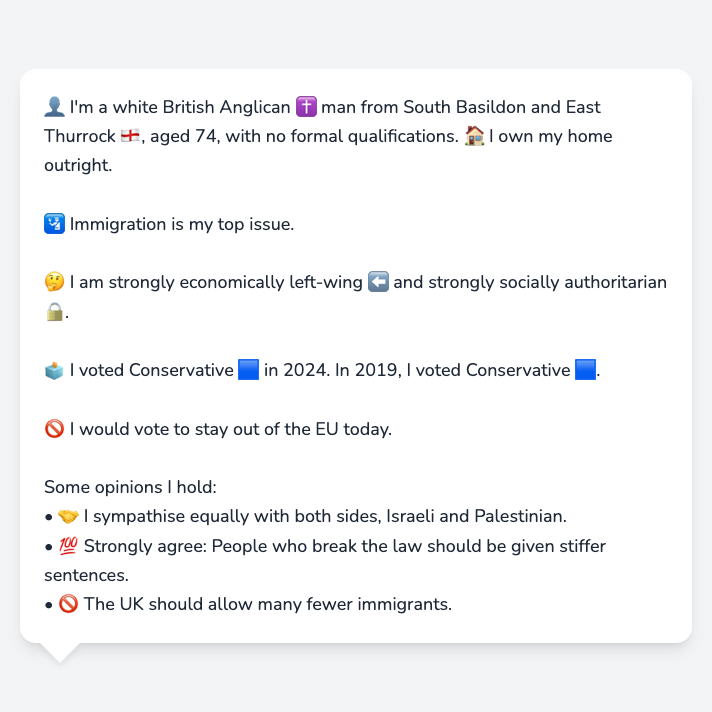 👤 I'm a white British Anglican ✝️ man from South Basildon and East
Thurrock 🏴󠁧󠁢󠁥󠁮󠁧󠁿, aged 74, with no formal qualifications. 🏠 I own my home
outright.
🛂 Immigration is my top issue.
🤔 I am strongly economically left-wing ⬅️ and strongly socially authoritarian
🔒.
🗳️ I voted Conservative 🟦 in 2024. In 2019, I voted Conservative 🟦.
🚫 I would vote to stay out of the EU today.
Some opinions I hold:
• 🤝 I sympathise equally with both sides, Israeli and Palestinian.
• 💯 Strongly agree: People who break the law should be given stiffer
sentences.
• 🚫 The UK should allow many fewer immigrants.